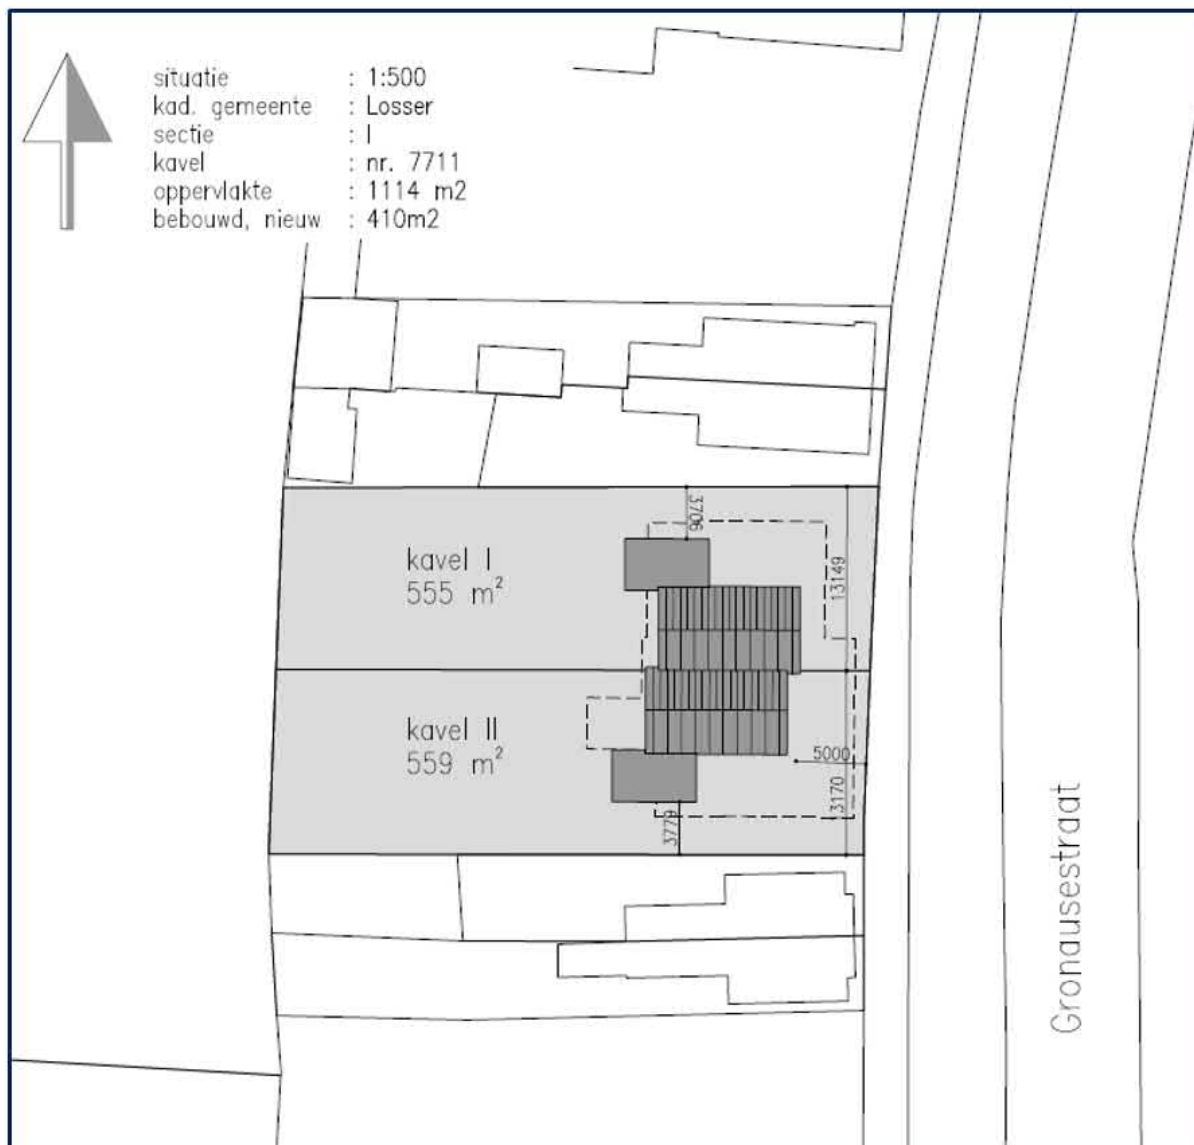 situatie : 1:500
kad. gemeente : Losser
sectie : I
kavel : nr. 7711
oppervlakte : 1114 m2
bebouwd, nieuw : 410m2
3706
13149
kavel I
555 m²
kavel II
559 m²
5000
13170
3779
Gronausestraat